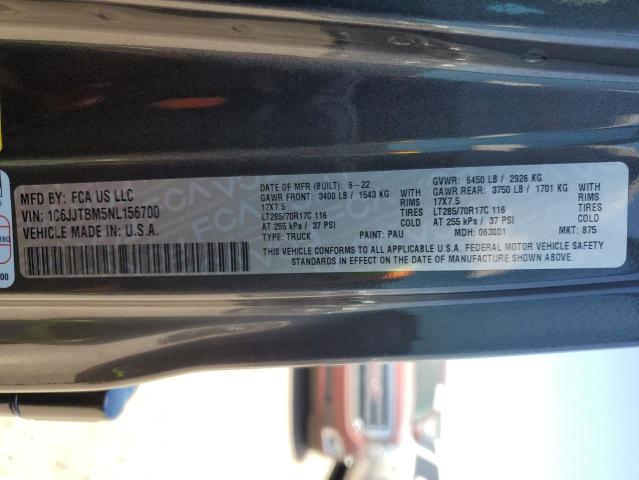 MFD BY: FCA US LLC
VIN: 1C6JJTBM5NL156700
VEHICLE MADE IN: U.S.A.
DATE OF MFR (BUILT): 6-22
GAWR FRONT: 3400 LB / 1543 KG WITH
17X7.5 RIMS
LT285/70R17C 116 TIRES
AT 255 kPa / 37 PSI COLD
TYPE: TRUCK PAINT: PAU
GVWR: 6450 LB / 2926 KG
GAWR REAR: 3750 LB / 1701 KG WITH
17X7.5 RIMS
LT285/70R17C 116 TIRES
AT 255 kPa / 37 PSI COLD
MDH: 063001 MKT: 875
THIS VEHICLE CONFORMS TO ALL APPLICABLE U.S.A. FEDERAL MOTOR VEHICLE SAFETY
STANDARDS IN EFFECT ON THE DATE OF MANUFACTURE SHOWN ABOVE.